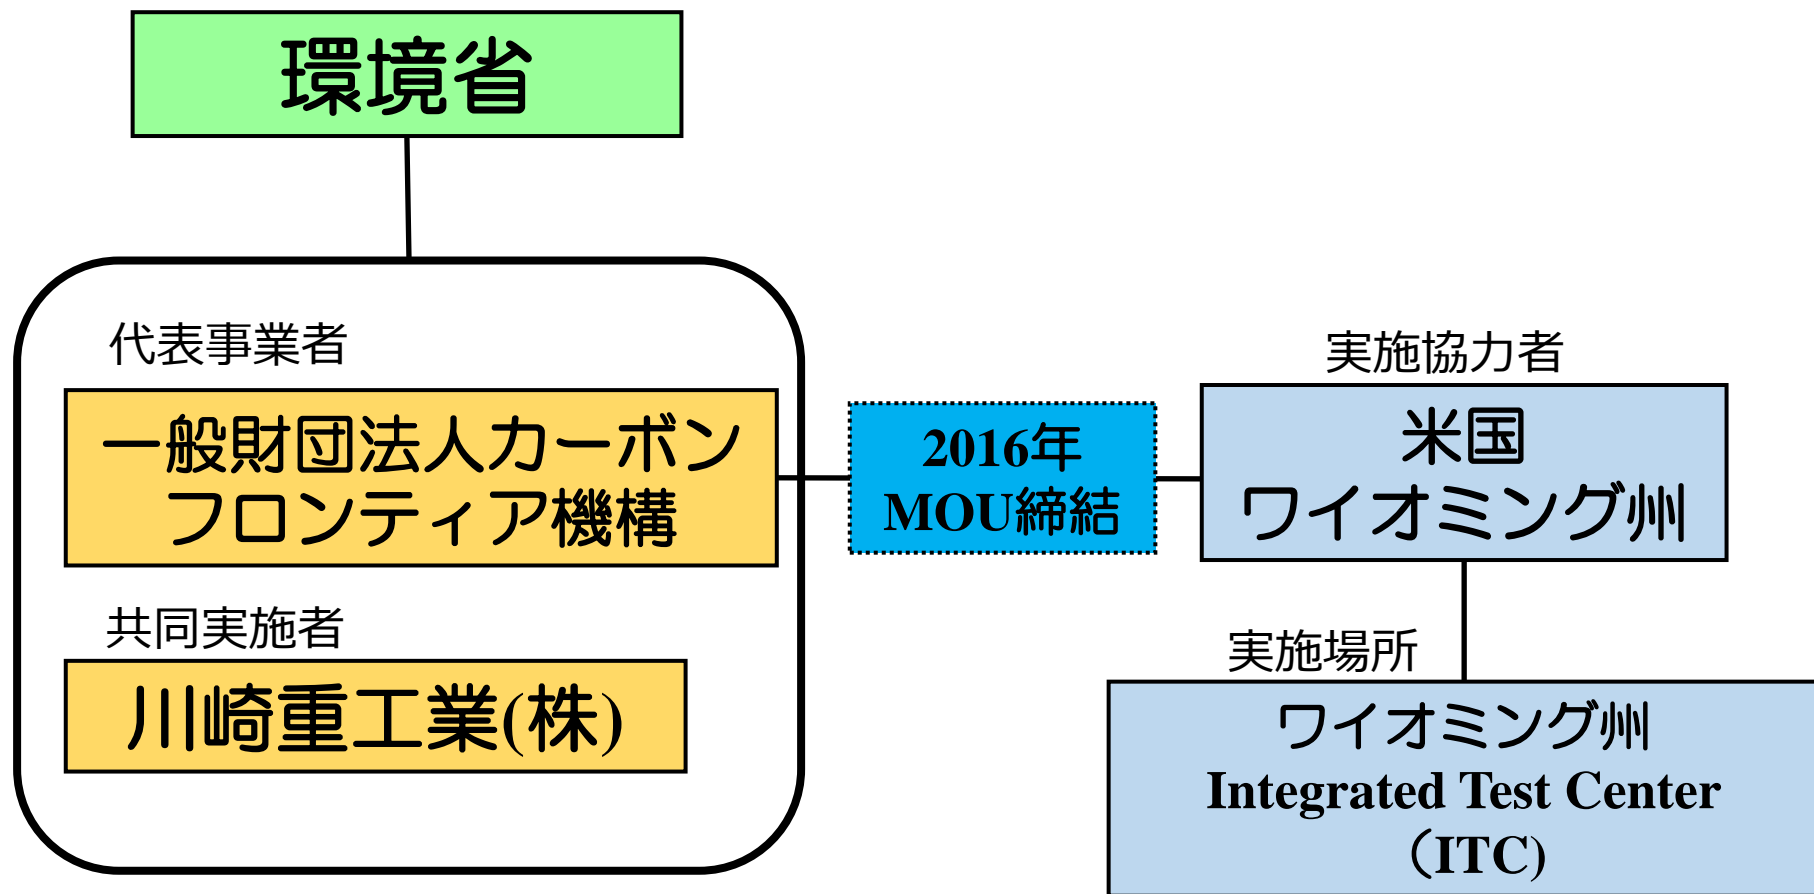 環境省
代表事業者
一般財団法人カーボン
フロンティア機構
共同実施者
川崎重工業(株)
2016年
MOU締結
実施協力者
米国
ワイオミング州
実施場所
ワイオミング州
Integrated Test Center
（ITC)